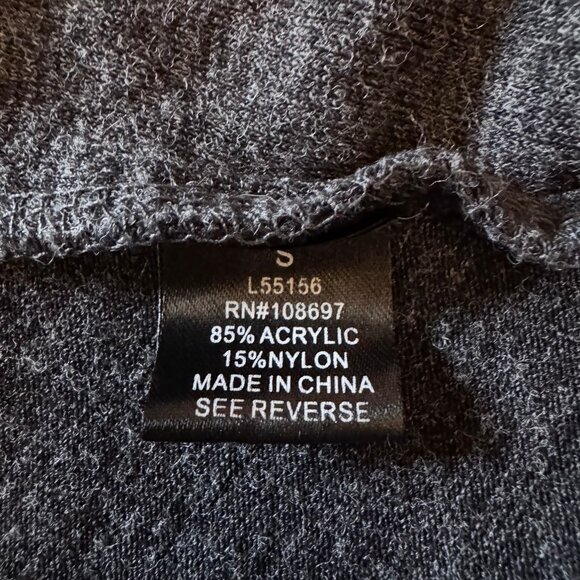 S
L55156
RN#108697
85% ACRYLIC
15%NYLON
MADE IN CHINA
SEE REVERSE